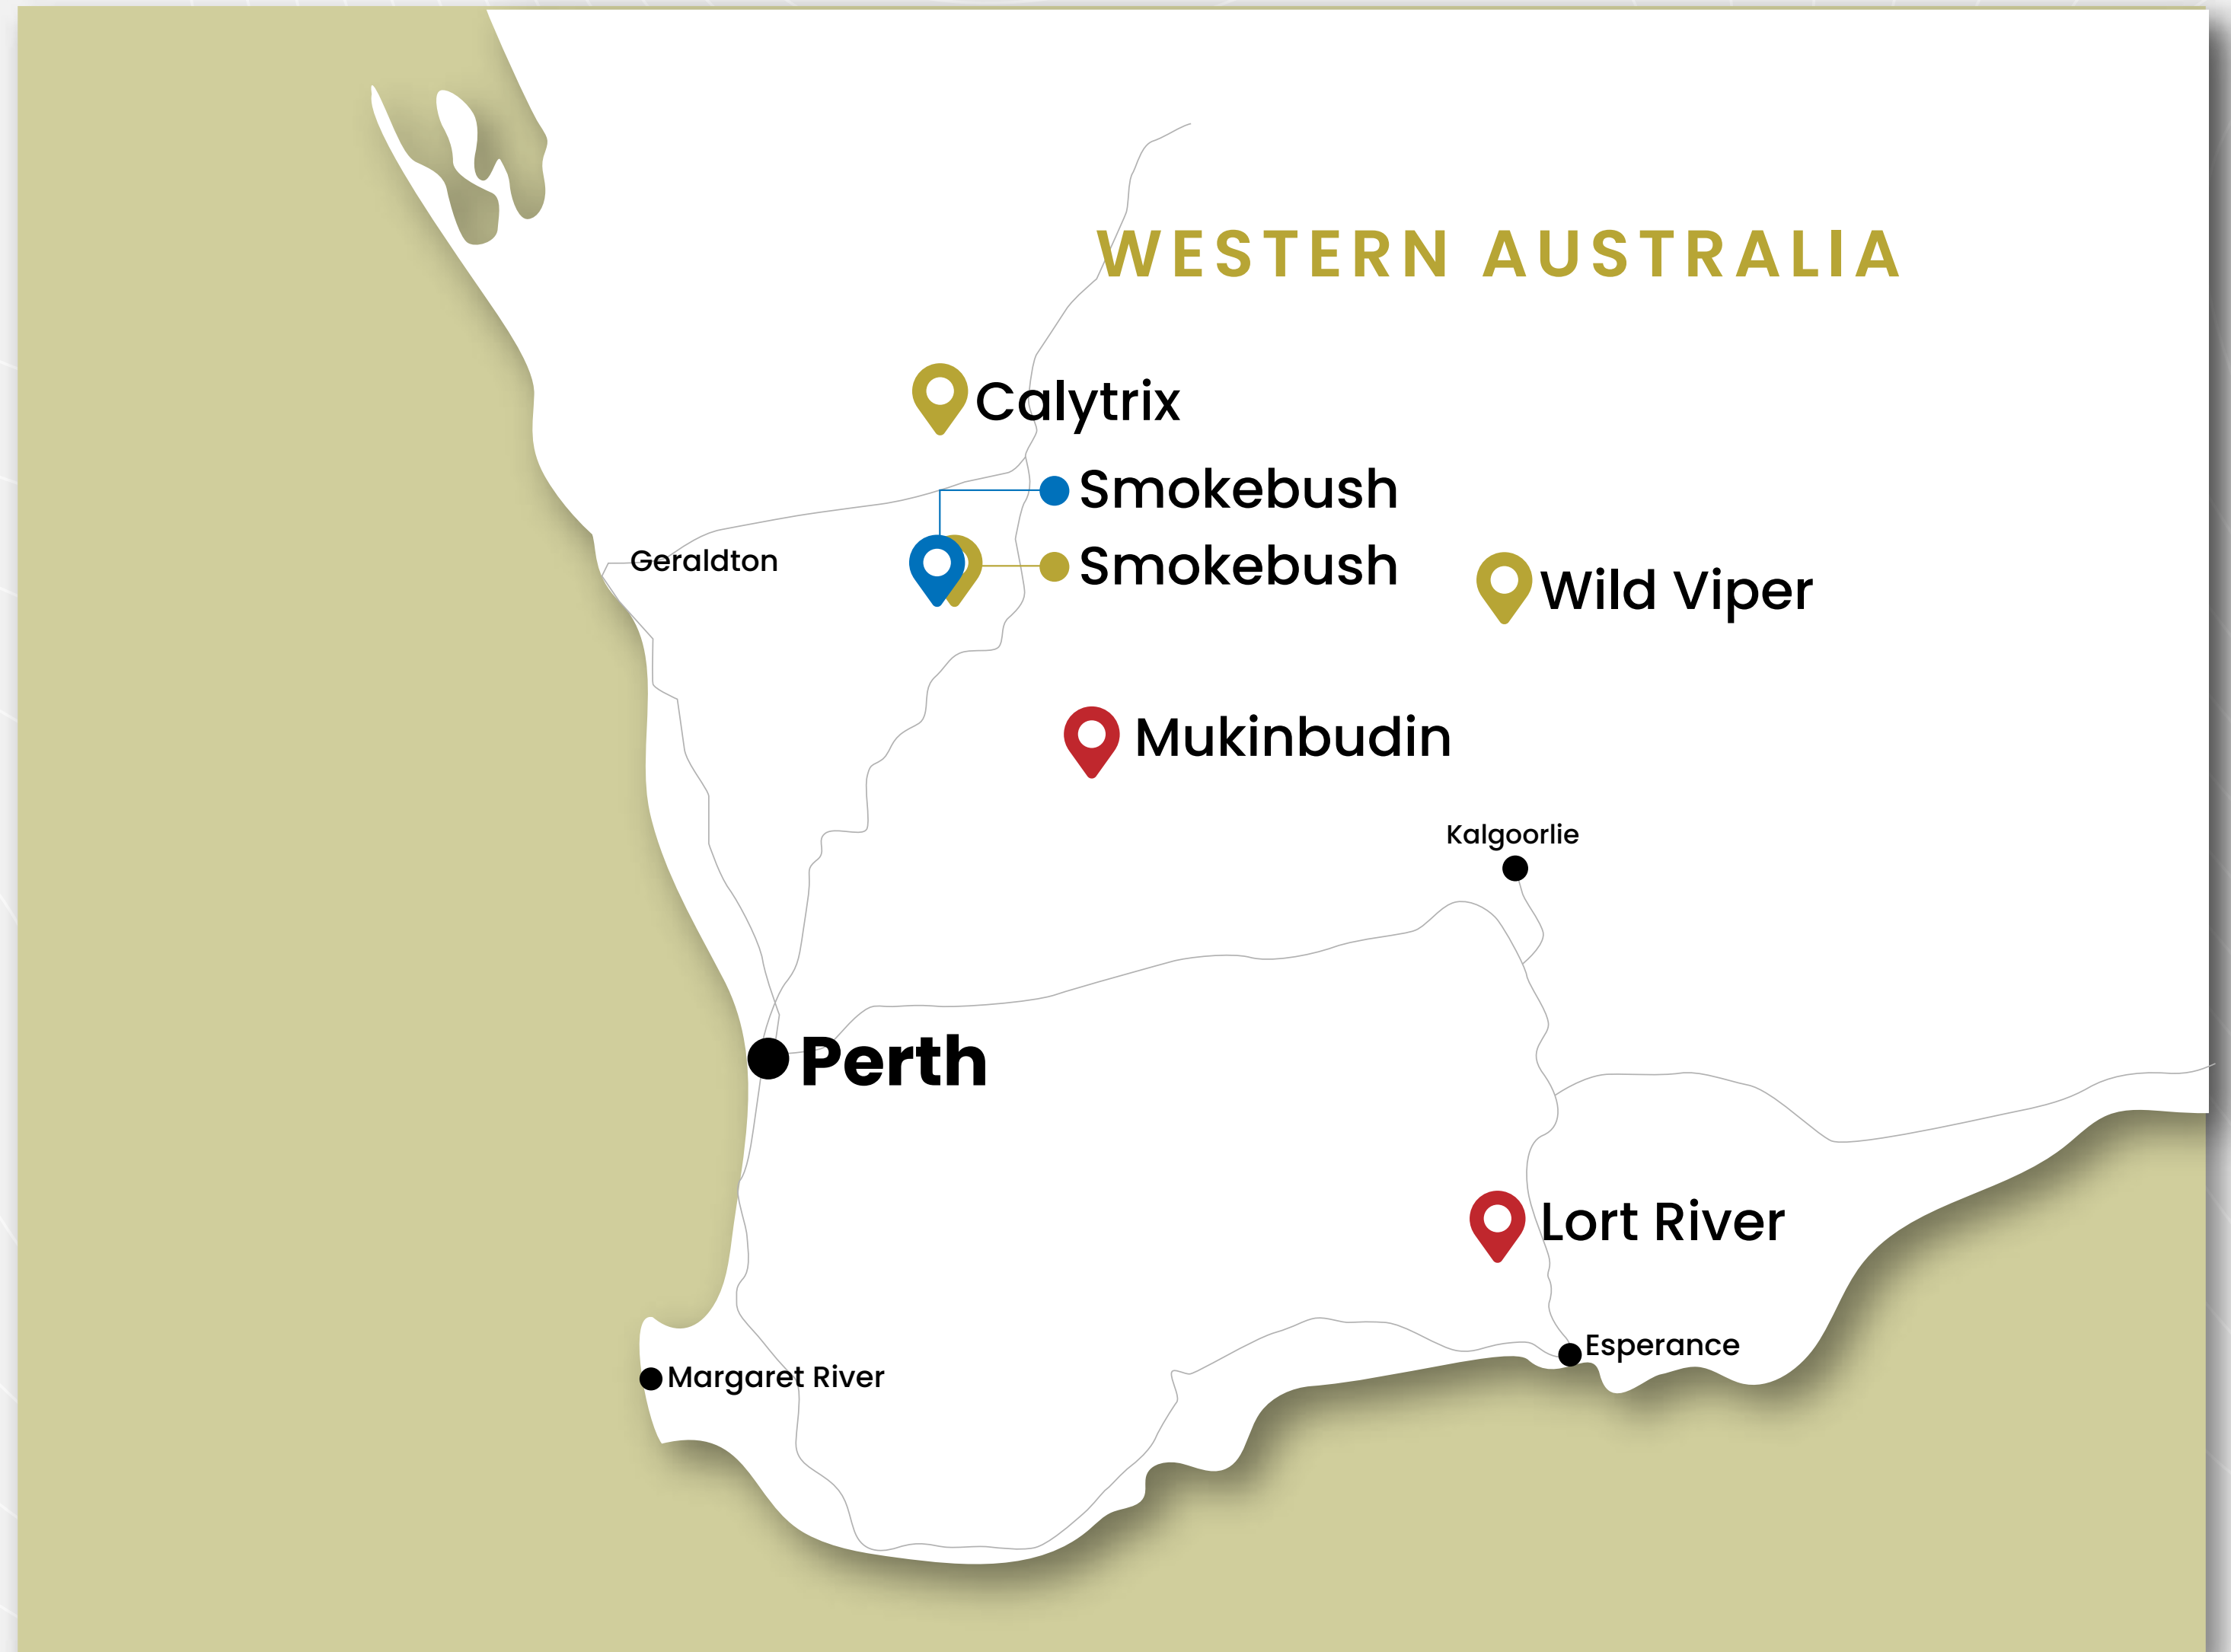 WESTERN AUSTRALIA
Calytrix
Smokebush
Geraldton
Smokebush
Wild Viper
Mukinbudin
Kalgoorlie
Perth
Lort River
Esperance
Margaret River